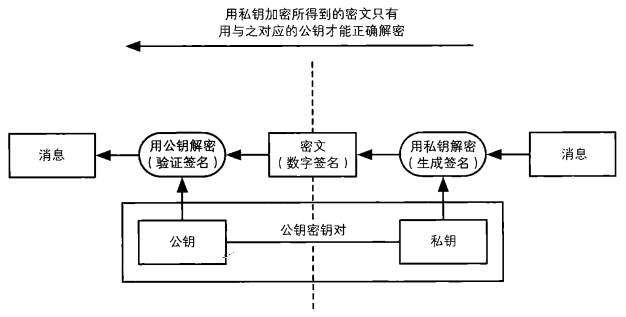 用私钥加密所得到的密文只有
用与之对应的公钥才能正确解密
消息
用公钥解密
(验证签名)
密文
(数字签名)
用私钥解密
(生成签名)
消息
公钥
公钥密钥对
私钥